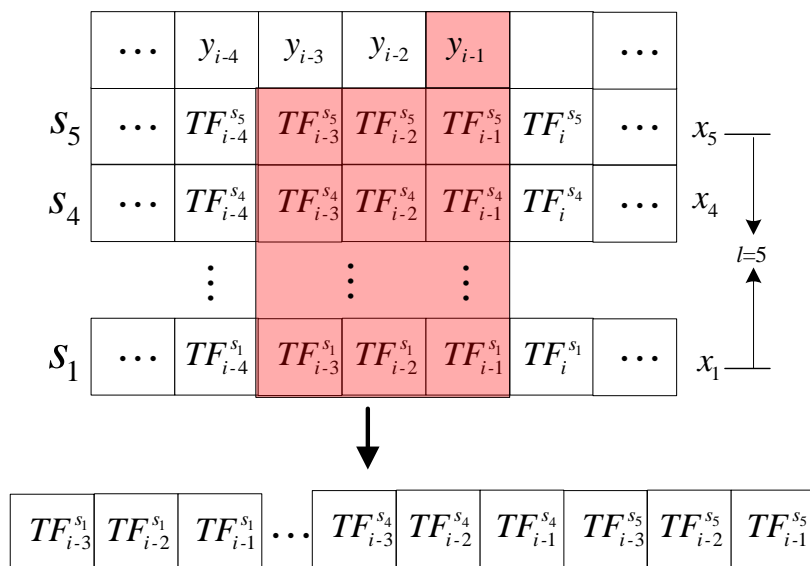 … y_{i-4} y_{i-3} y_{i-2} y_{i-1} …
s_5 … TF_{i-4}^{s_5} TF_{i-3}^{s_5} TF_{i-2}^{s_5} TF_{i-1}^{s_5} TF_i^{s_5} … x_5
s_4 … TF_{i-4}^{s_4} TF_{i-3}^{s_4} TF_{i-2}^{s_4} TF_{i-1}^{s_4} TF_i^{s_4} … x_4
l=5
⋮ ⋮ ⋮
s_1 … TF_{i-4}^{s_1} TF_{i-3}^{s_1} TF_{i-2}^{s_1} TF_{i-1}^{s_1} TF_i^{s_1} … x_1
TF_{i-3}^{s_1} TF_{i-2}^{s_1} TF_{i-1}^{s_1} … TF_{i-3}^{s_4} TF_{i-2}^{s_4} TF_{i-1}^{s_4} TF_{i-3}^{s_5} TF_{i-2}^{s_5} TF_{i-1}^{s_5}